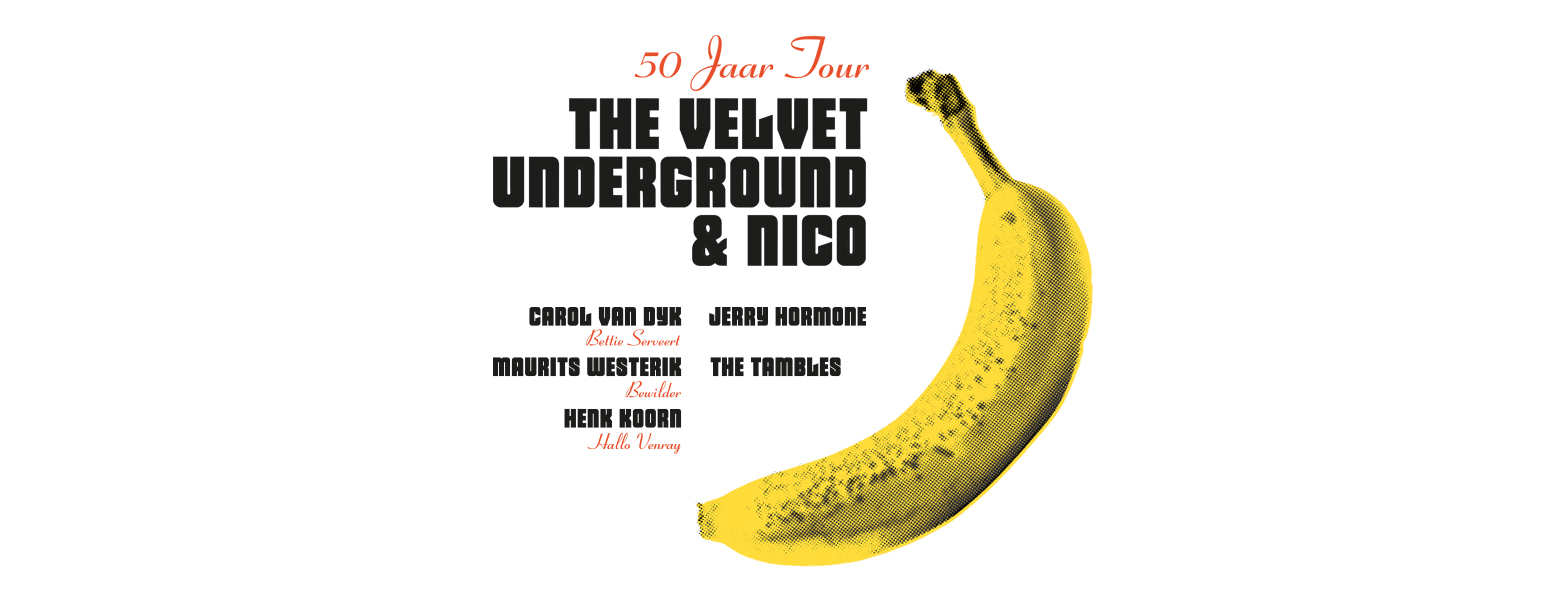 50 Jaar Tour
THE VELVET
UNDERGROUND
& NICO
CAROL VAN DYK
Bettie Serveert
MAURITS WESTERIK
Bewilder
HENK KOORN
Hallo Venray
JERRY HORMONE
THE TAMBLES